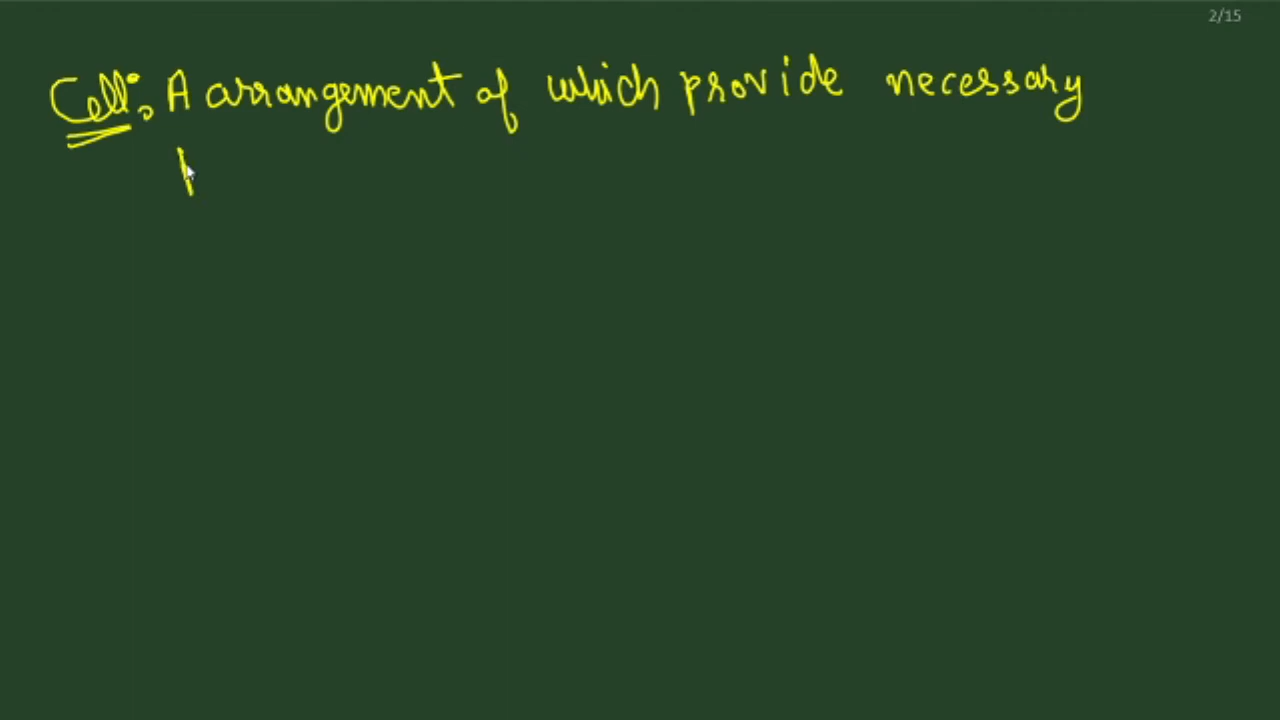 2/15
Cell:, A arrangement of which provide necessary